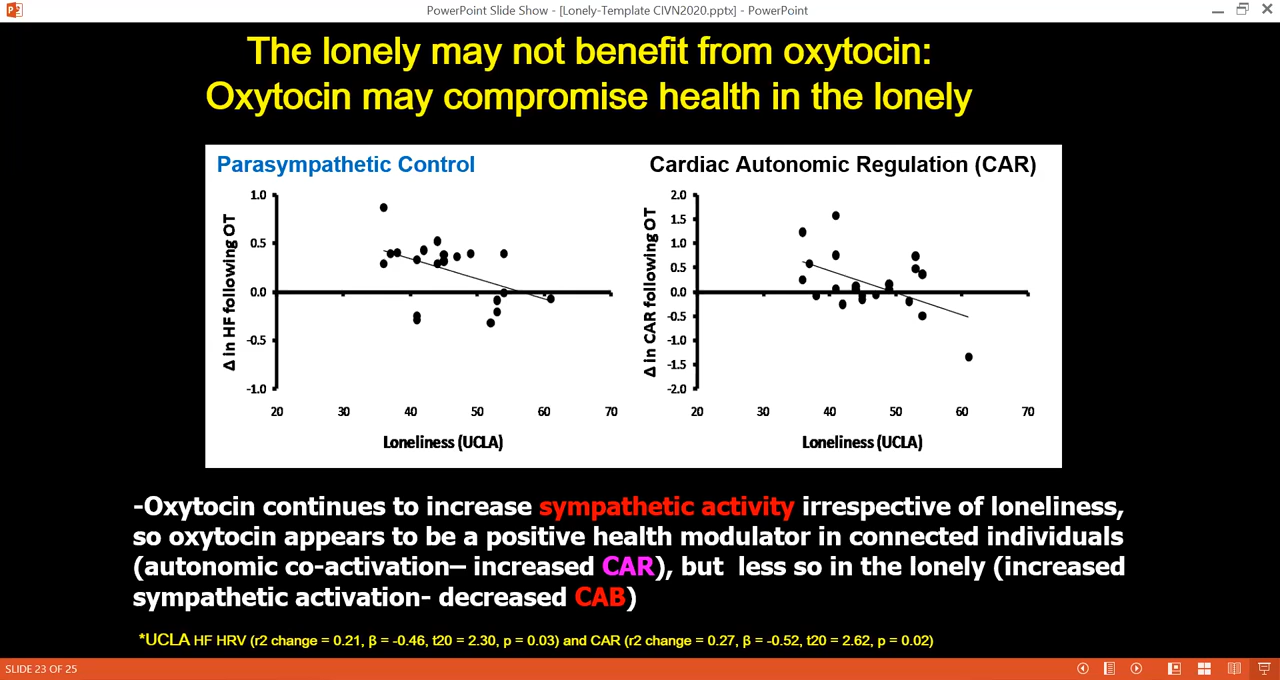 PowerPoint Slide Show - [Lonely-Template CIVN2020.pptx] - PowerPoint
The lonely may not benefit from oxytocin:
Oxytocin may compromise health in the lonely
Parasympathetic Control
1.0
0.5
0.0
-0.5
-1.0
Δ in HF following OT
20 30 40 50 60 70
Loneliness (UCLA)
Cardiac Autonomic Regulation (CAR)
2.0
1.5
1.0
0.5
0.0
-0.5
-1.0
-1.5
-2.0
Δ in CAR following OT
20 30 40 50 60 70
Loneliness (UCLA)
-Oxytocin continues to increase sympathetic activity irrespective of loneliness,
so oxytocin appears to be a positive health modulator in connected individuals
(autonomic co-activation– increased CAR), but less so in the lonely (increased
sympathetic activation- decreased CAB)
*UCLA HF HRV (r2 change = 0.21, β = -0.46, t20 = 2.30, p = 0.03) and CAR (r2 change = 0.27, β = -0.52, t20 = 2.62, p = 0.02)
SLIDE 23 OF 25